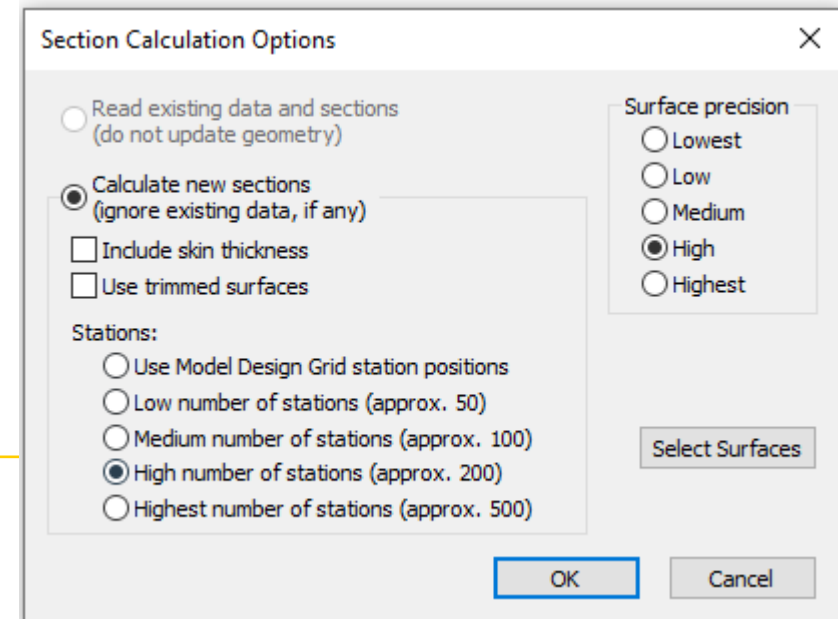 Section Calculation Options
Read existing data and sections
(do not update geometry)
Calculate new sections
(ignore existing data, if any)
Include skin thickness
Use trimmed surfaces
Stations:
Use Model Design Grid station positions
Low number of stations (approx. 50)
Medium number of stations (approx. 100)
High number of stations (approx. 200)
Highest number of stations (approx. 500)
Surface precision
Lowest
Low
Medium
High
Highest
Select Surfaces
OK
Cancel